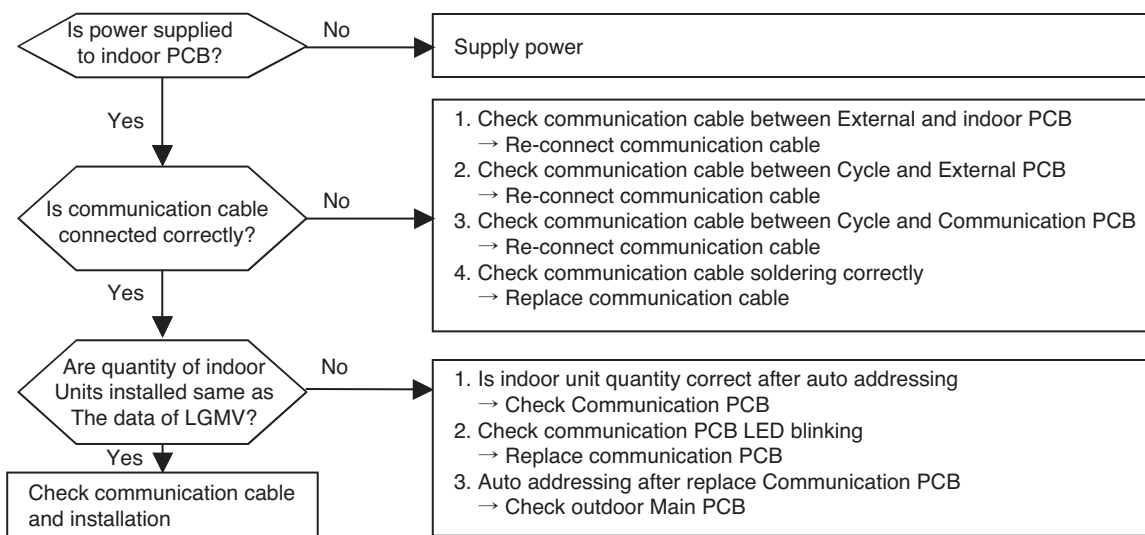 Is power supplied
to indoor PCB?
No
Supply power
Yes
Is communication cable
connected correctly?
No
1. Check communication cable between External and indoor PCB
→ Re-connect communication cable
2. Check communication cable between Cycle and External PCB
→ Re-connect communication cable
3. Check communication cable between Cycle and Communication PCB
→ Re-connect communication cable
4. Check communication cable soldering correctly
→ Replace communication cable
Yes
Are quantity of indoor
Units installed same as
The data of LGMV?
No
1. Is indoor unit quantity correct after auto addressing
→ Check Communication PCB
2. Check communication PCB LED blinking
→ Replace communication PCB
3. Auto addressing after replace Communication PCB
→ Check outdoor Main PCB
Yes
Check communication cable
and installation